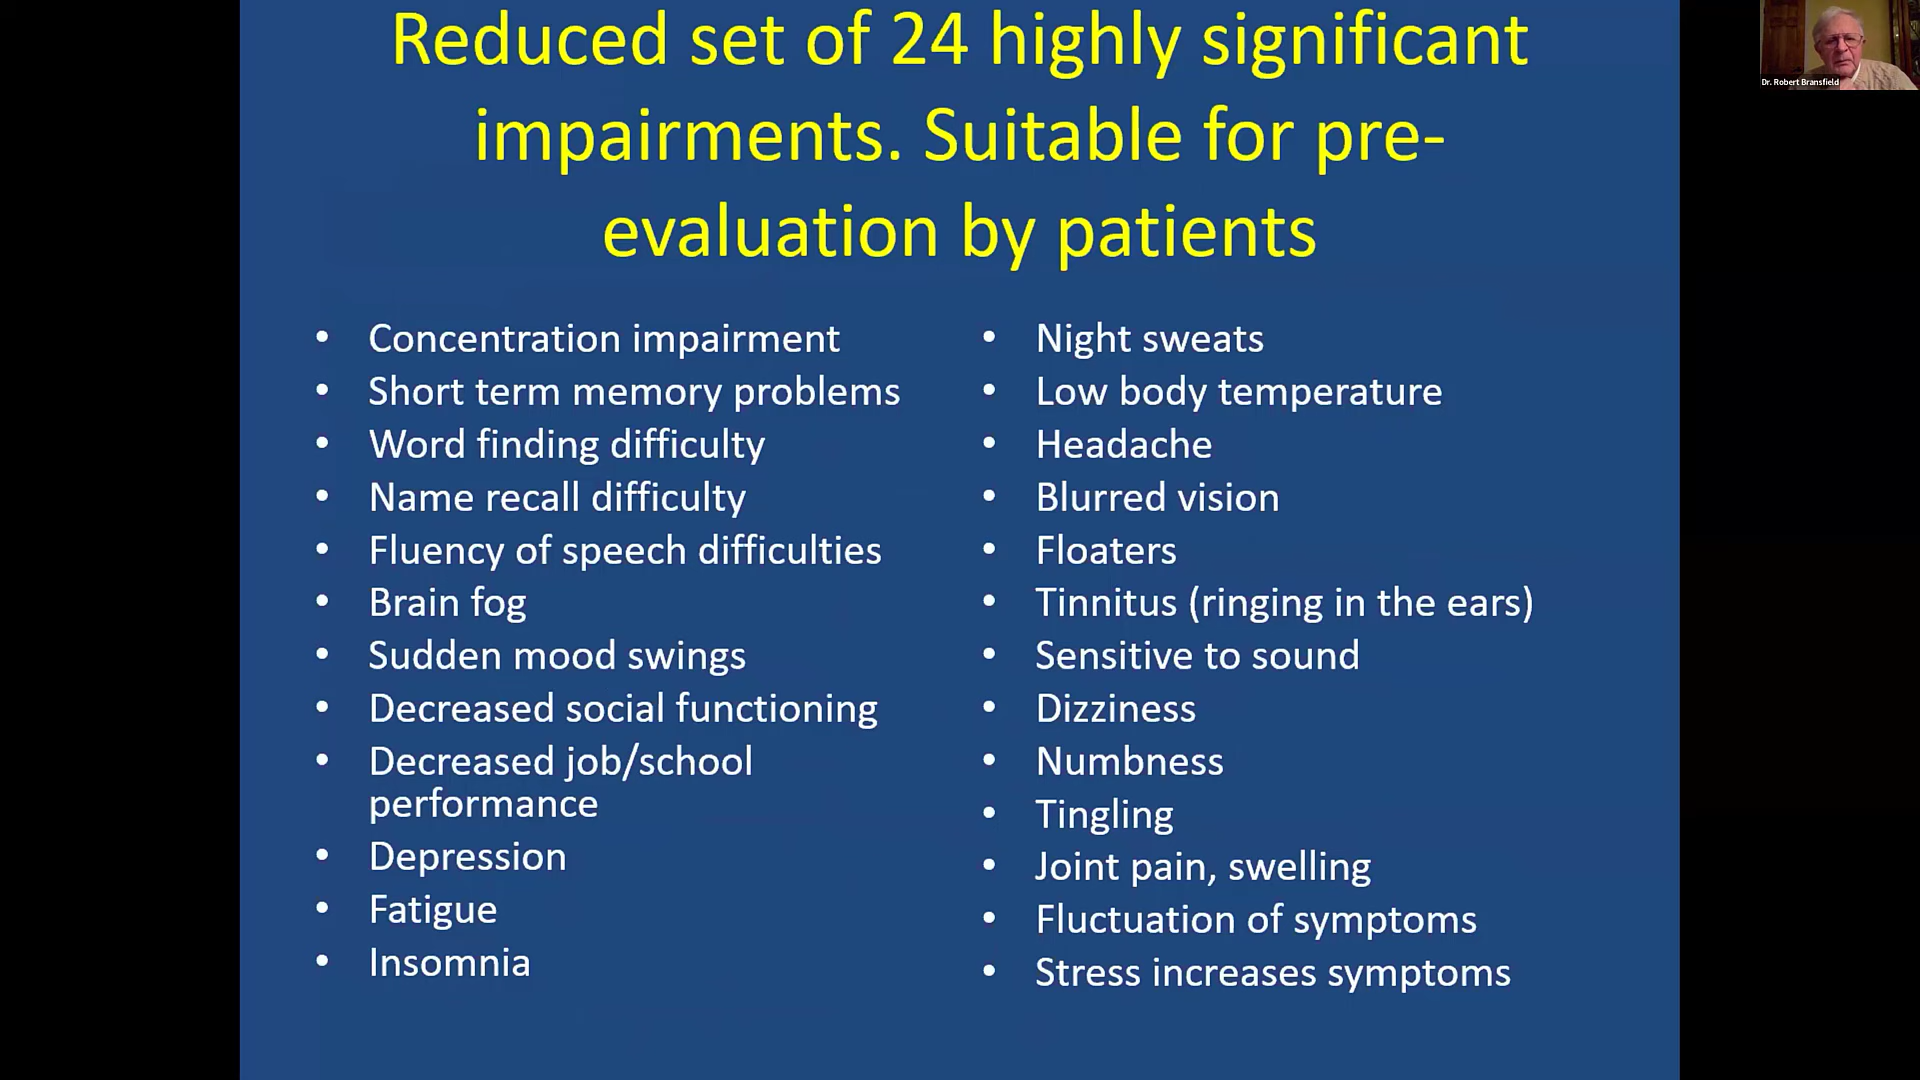 Reduced set of 24 highly significant
impairments. Suitable for pre-
evaluation by patients
• Concentration impairment
• Short term memory problems
• Word finding difficulty
• Name recall difficulty
• Fluency of speech difficulties
• Brain fog
• Sudden mood swings
• Decreased social functioning
• Decreased job/school
performance
• Depression
• Fatigue
• Insomnia
• Night sweats
• Low body temperature
• Headache
• Blurred vision
• Floaters
• Tinnitus (ringing in the ears)
• Sensitive to sound
• Dizziness
• Numbness
• Tingling
• Joint pain, swelling
• Fluctuation of symptoms
• Stress increases symptoms
Dr. Robert Bransfield